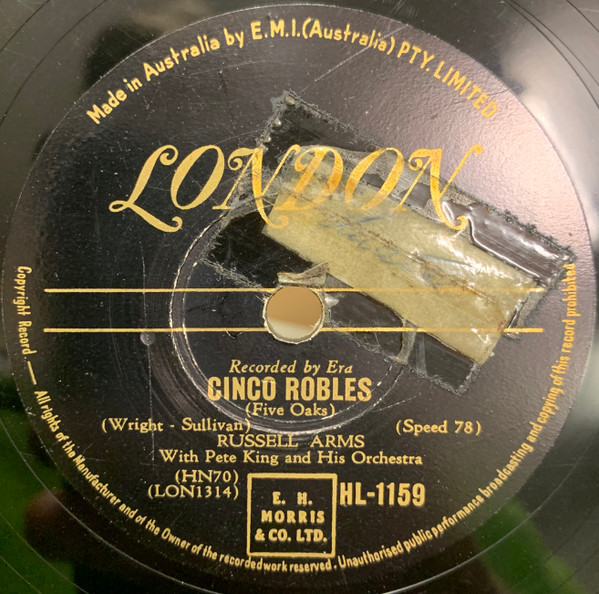 Made in Australia by E.M.I.(Australia) PTY. LIMITED
LONDON
Recorded by Era
CINCO ROBLES
(Five Oaks)
(Wright - Sullivan) (Speed 78)
RUSSELL ARMS
With Pete King and His Orchestra
(HN70)
(LON1314)
HL-1159
E. H.
MORRIS
& CO. LTD.
Copyright Record — All rights of the Manufacturer and of the Owner of the recorded work reserved. Unauthorised public performance broadcasting and copying of this record prohibited